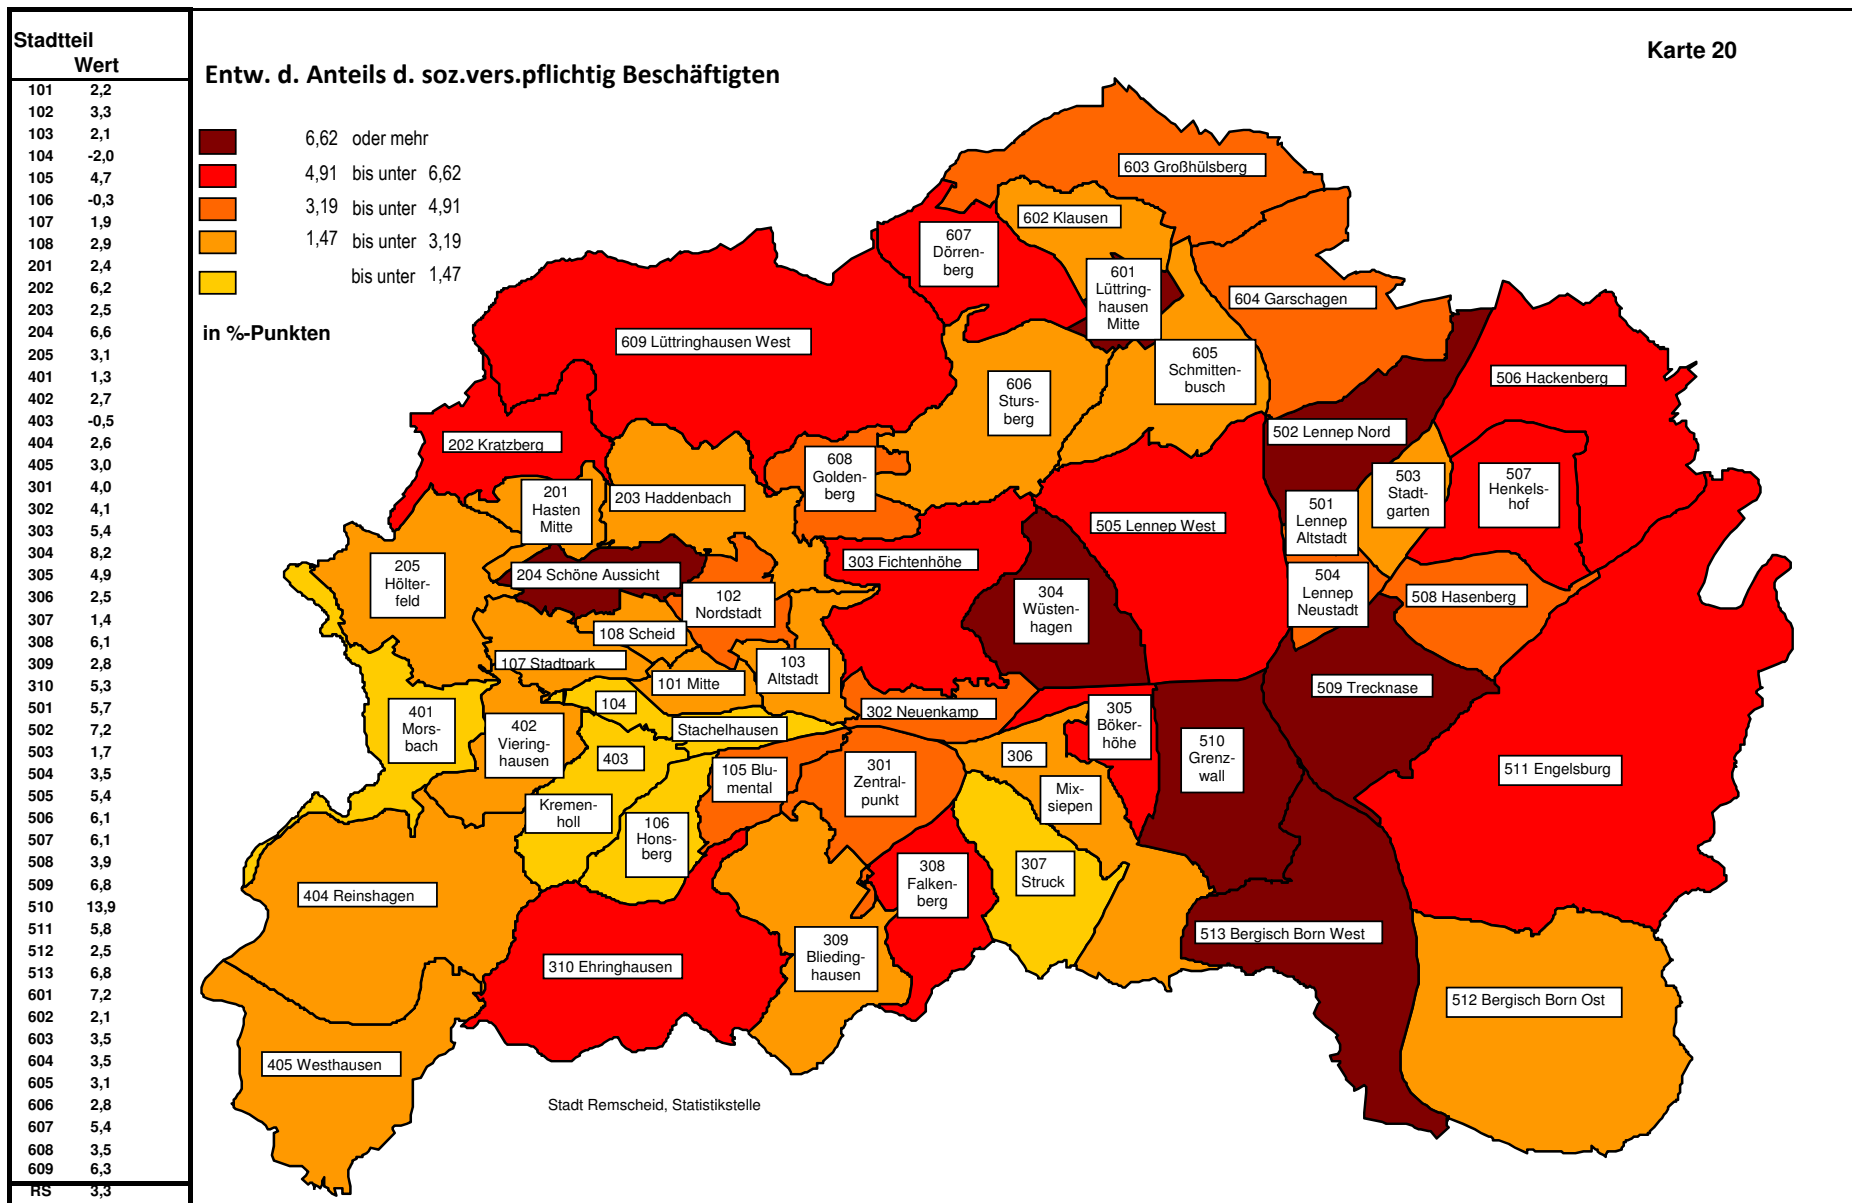 Stadtteil
Wert
101 2,2
102 3,3
103 2,1
104 -2,0
105 4,7
106 -0,3
107 1,9
108 2,9
201 2,4
202 6,2
203 2,5
204 6,6
205 3,1
401 1,3
402 2,7
403 -0,5
404 2,6
405 3,0
301 4,0
302 4,1
303 5,4
304 8,2
305 4,9
306 2,5
307 1,4
308 6,1
309 2,8
310 5,3
501 5,7
502 7,2
503 1,7
504 3,5
505 5,4
506 6,1
507 6,1
508 3,9
509 6,8
510 13,9
511 5,8
512 2,5
513 6,8
601 7,2
602 2,1
603 3,5
604 3,5
605 3,1
606 2,8
607 5,4
608 3,5
609 6,3
RS 3,3
Karte 20
Entw. d. Anteils d. soz.vers.pflichtig Beschäftigten
6,62 oder mehr
4,91 bis unter 6,62
3,19 bis unter 4,91
1,47 bis unter 3,19
bis unter 1,47
in %-Punkten
603 Großhülsberg
602 Klausen
607
Dörren-
berg
601
Lüttring-
hausen
Mitte
604 Garschagen
609 Lüttringhausen West
605
Schmitten-
busch
606
Sturs-
berg
506 Hackenberg
202 Kratzberg
502 Lennep Nord
608
Golden-
berg
503
Stadt-
garten
507
Henkels-
hof
201
Hasten
Mitte
203 Haddenbach
501
Lennep
Altstadt
505 Lennep West
205
Hölter-
feld
204 Schöne Aussicht
303 Fichtenhöhe
304
Wüsten-
hagen
504
Lennep
Neustadt
508 Hasenberg
102
Nordstadt
108 Scheid
107 Stadtpark
101 Mitte
103
Altstadt
509 Trecknase
104
Stachelhausen
302 Neuenkamp
305
Böker-
höhe
401
Mors-
bach
402
Viering-
hausen
403
Kremen-
holl
105 Blu-
mental
301
Zentral-
punkt
306
Mix-
siepen
510
Grenz-
wall
511 Engelsburg
106
Hons-
berg
308
Falken-
berg
307
Struck
404 Reinshagen
513 Bergisch Born West
309
Blieding-
hausen
310 Ehringhausen
512 Bergisch Born Ost
405 Westhausen
Stadt Remscheid, Statistikstelle